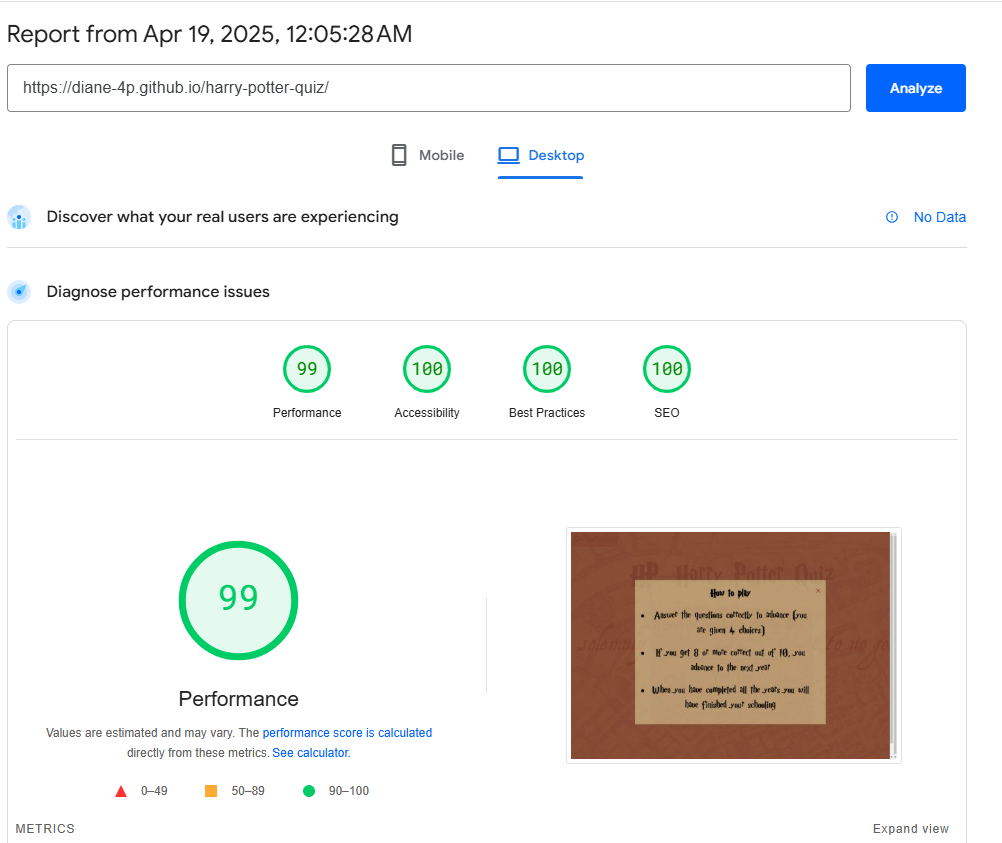 Report from Apr 19, 2025, 12:05:28 AM
https://diane-4p.github.io/harry-potter-quiz/
Analyze
Mobile
Desktop
Discover what your real users are experiencing
No Data
Diagnose performance issues
99
100
100
100
Performance
Accessibility
Best Practices
SEO
99
Performance
Values are estimated and may vary. The performance score is calculated
directly from these metrics. See calculator.
0–49
50–89
90–100
HP Harry Potter Quiz
How to play
×
Answer the questions correctly to advance (you
are given 4 choices)
If you get 8 or more correct out of 10, you
advance to the next year
When you have completed all the years you will
have finished your schooling
solemnly
to no go
METRICS
Expand view